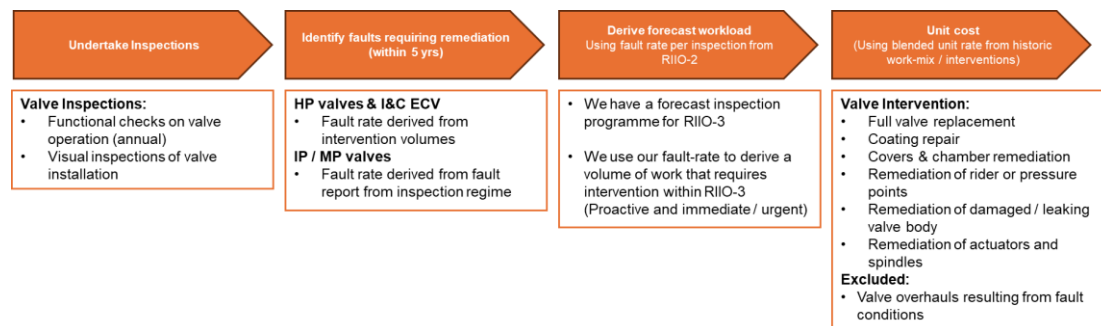 Undertake Inspections
Identify faults requiring remediation
(within 5 yrs)
Derive forecast workload
Using fault rate per inspection from
RIIO-2
Unit cost
(Using blended unit rate from historic
work-mix / interventions)
Valve Inspections:
• Functional checks on valve
operation (annual)
• Visual inspections of valve
installation
HP valves & I&C ECV
• Fault rate derived from
intervention volumes
IP / MP valves
• Fault rate derived from fault
report from inspection regime
• We have a forecast inspection
programme for RIIO-3
• We use our fault-rate to derive a
volume of work that requires
intervention within RIIO-3
(Proactive and immediate / urgent)
Valve Intervention:
• Full valve replacement
• Coating repair
• Covers & chamber remediation
• Remediation of rider or pressure
points
• Remediation of damaged / leaking
valve body
• Remediation of actuators and
spindles
Excluded:
• Valve overhauls resulting from fault
conditions